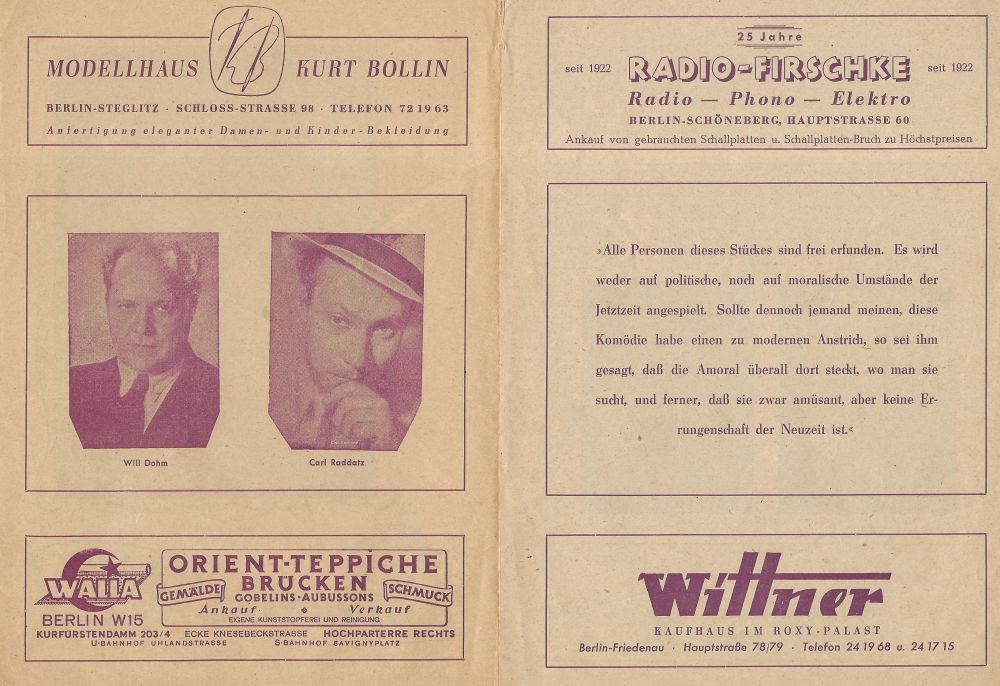 KB
MODELLHAUS KURT BOLLIN
BERLIN-STEGLITZ · SCHLOSS-STRASSE 98 · TELEFON 72 19 63
Anfertigung eleganter Damen- und Kinder-Bekleidung
Will Dohm
Carl Raddatz
WALLA
BERLIN W15
ORIENT-TEPPICHE
BRÜCKEN
GEMÄLDE
GOBELINS·AUBUSSONS
SCHMUCK
Ankauf Verkauf
EIGENE KUNSTSTOPFEREI UND REINIGUNG
KURFÜRSTENDAMM 203/4 ECKE KNESEBECKSTRASSE HOCHPARTERRE RECHTS
U·BAHNHOF UHLANDSTRASSE S·BAHNHOF SAVIGNYPLATZ
25 Jahre
seit 1922 RADIO-FIRSCHKE seit 1922
Radio — Phono — Elektro
BERLIN-SCHÖNEBERG, HAUPTSTRASSE 60
Ankauf von gebrauchten Schallplatten u. Schallplatten-Bruch zu Höchstpreisen
»Alle Personen dieses Stückes sind frei erfunden. Es wird
weder auf politische, noch auf moralische Umstände der
Jetztzeit angespielt. Sollte dennoch jemand meinen, diese
Komödie habe einen zu modernen Anstrich, so sei ihm
gesagt, daß die Amoral überall dort steckt, wo man sie
sucht, und ferner, daß sie zwar amüsant, aber keine Er-
rungenschaft der Neuzeit ist.«
Wittner
KAUFHAUS IM ROXY-PALAST
Berlin-Friedenau · Hauptstraße 78/79 · Telefon 24 19 68 u. 24 17 15